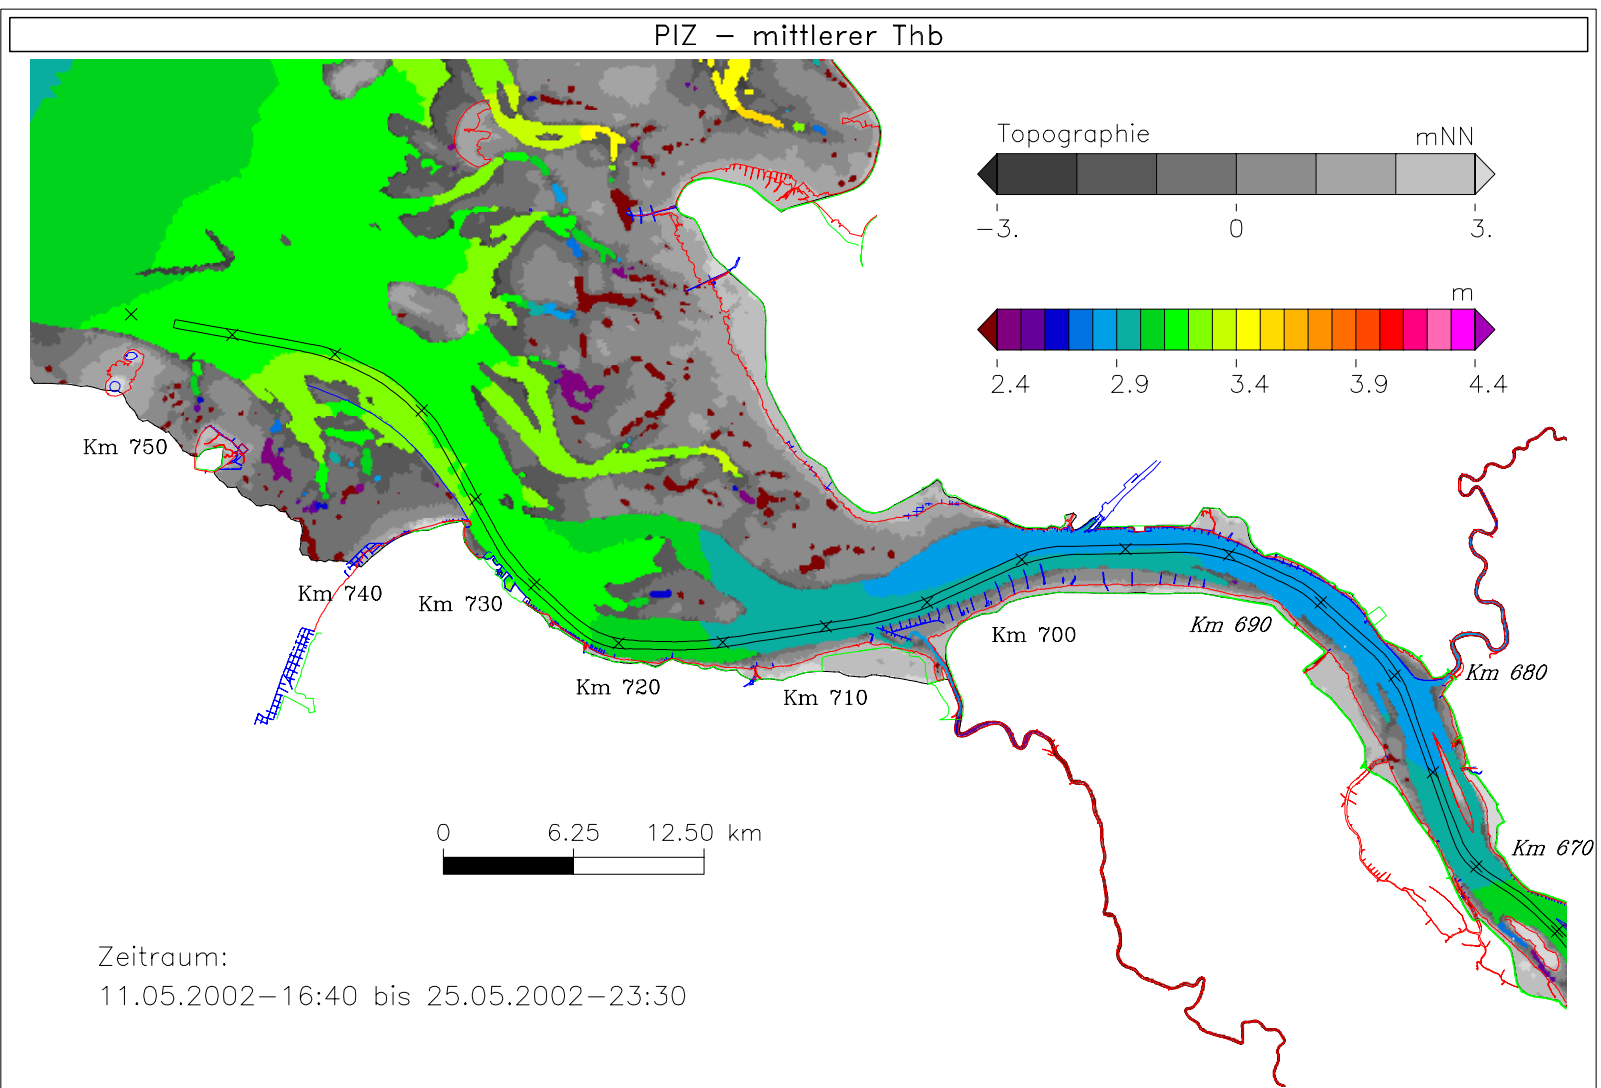 PIZ – mittlerer Thb
Topographie mNN
−3. 0 3.
m
2.4 2.9 3.4 3.9 4.4
Km 750
Km 740
Km 730
Km 720
Km 710
Km 700
Km 690
Km 680
Km 670
0 6.25 12.50 km
Zeitraum:
11.05.2002−16:40 bis 25.05.2002−23:30